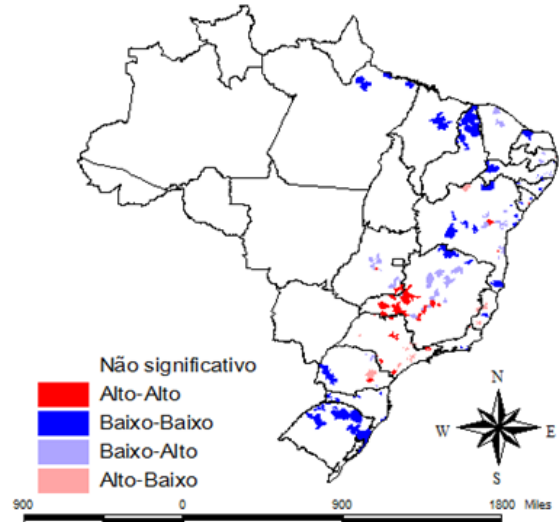 Não significativo
Alto-Alto
Baixo-Baixo
Baixo-Alto
Alto-Baixo
N
W E
S
900 0 900 1800 Miles